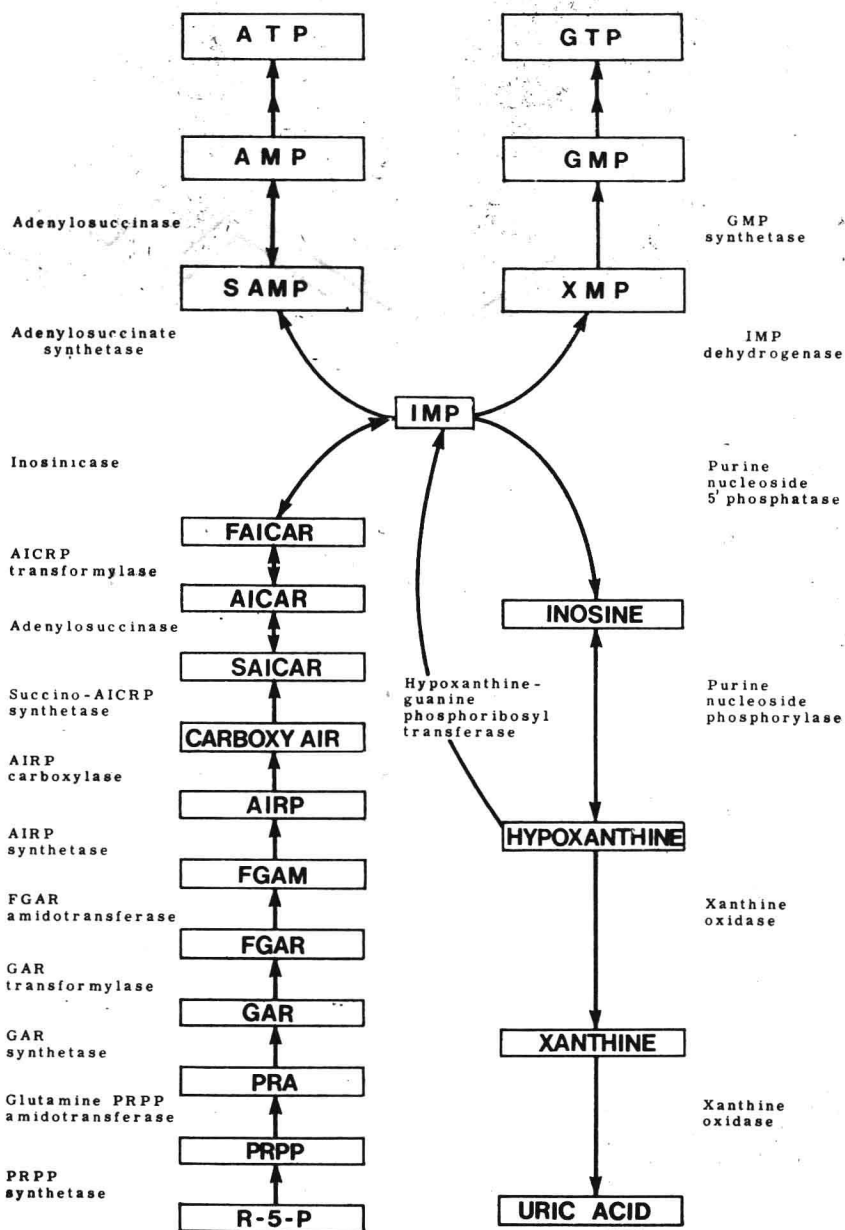 ATP
GTP
AMP
GMP
Adenylosuccinase
GMP
synthetase
SAMP
XMP
Adenylosuccinate
synthetase
IMP
dehydrogenase
IMP
Inosinicase
Purine
nucleoside
5' phosphatase
FAICAR
AICRP
transformylase
AICAR
INOSINE
Adenylosuccinase
SAICAR
Succino-AICRP
synthetase
Hypoxanthine-
guanine
phosphoribosyl
transferase
Purine
nucleoside
phosphorylase
CARBOXY AIR
AIRP
carboxylase
AIRP
HYPOXANTHINE
AIRP
synthetase
FGAM
FGAR
amidotransferase
Xanthine
oxidase
FGAR
GAR
transformylase
GAR
XANTHINE
GAR
synthetase
PRA
Glutamine PRPP
amidotransferase
Xanthine
oxidase
PRPP
PRPP
synthetase
R-5-P
URIC ACID